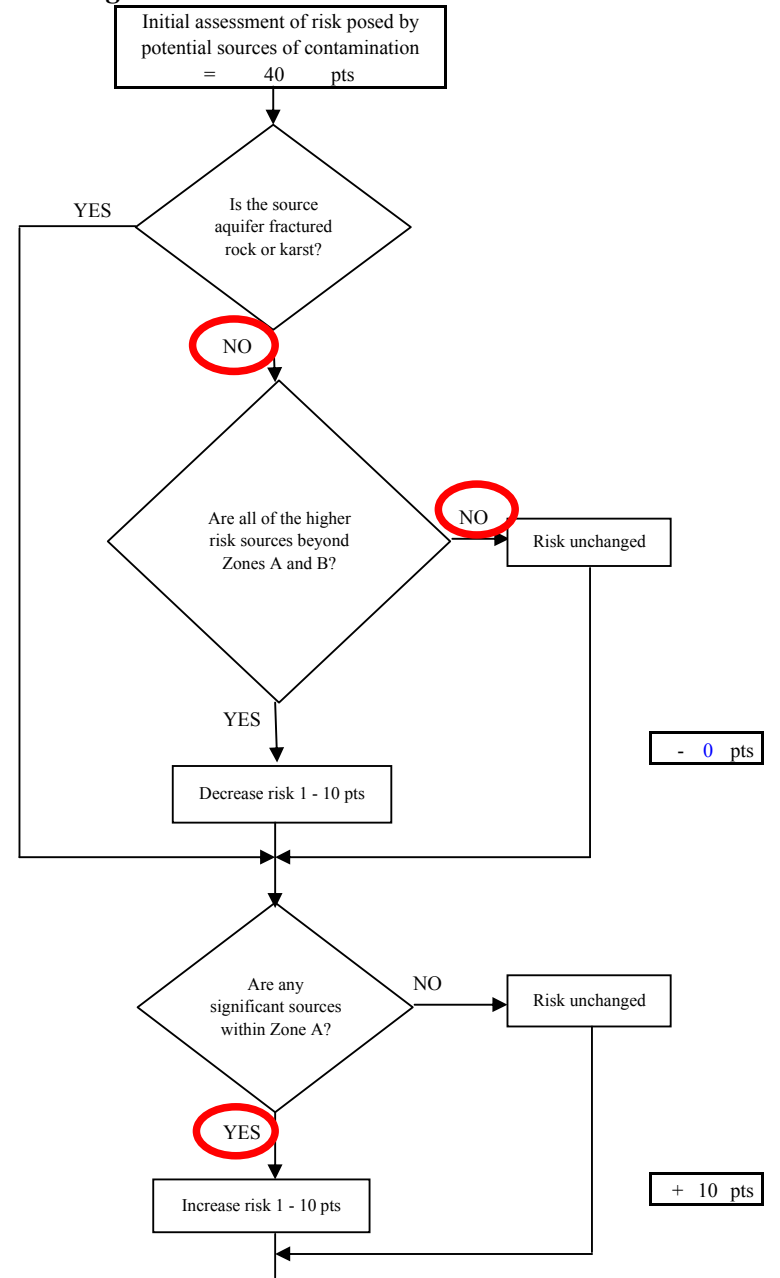 Initial assessment of risk posed by
potential sources of contamination
= 40 pts
YES
Is the source
aquifer fractured
rock or karst?
NO
Are all of the higher
risk sources beyond
Zones A and B?
NO
Risk unchanged
YES
- 0 pts
Decrease risk 1 - 10 pts
Are any
significant sources
within Zone A?
NO
Risk unchanged
YES
+ 10 pts
Increase risk 1 - 10 pts